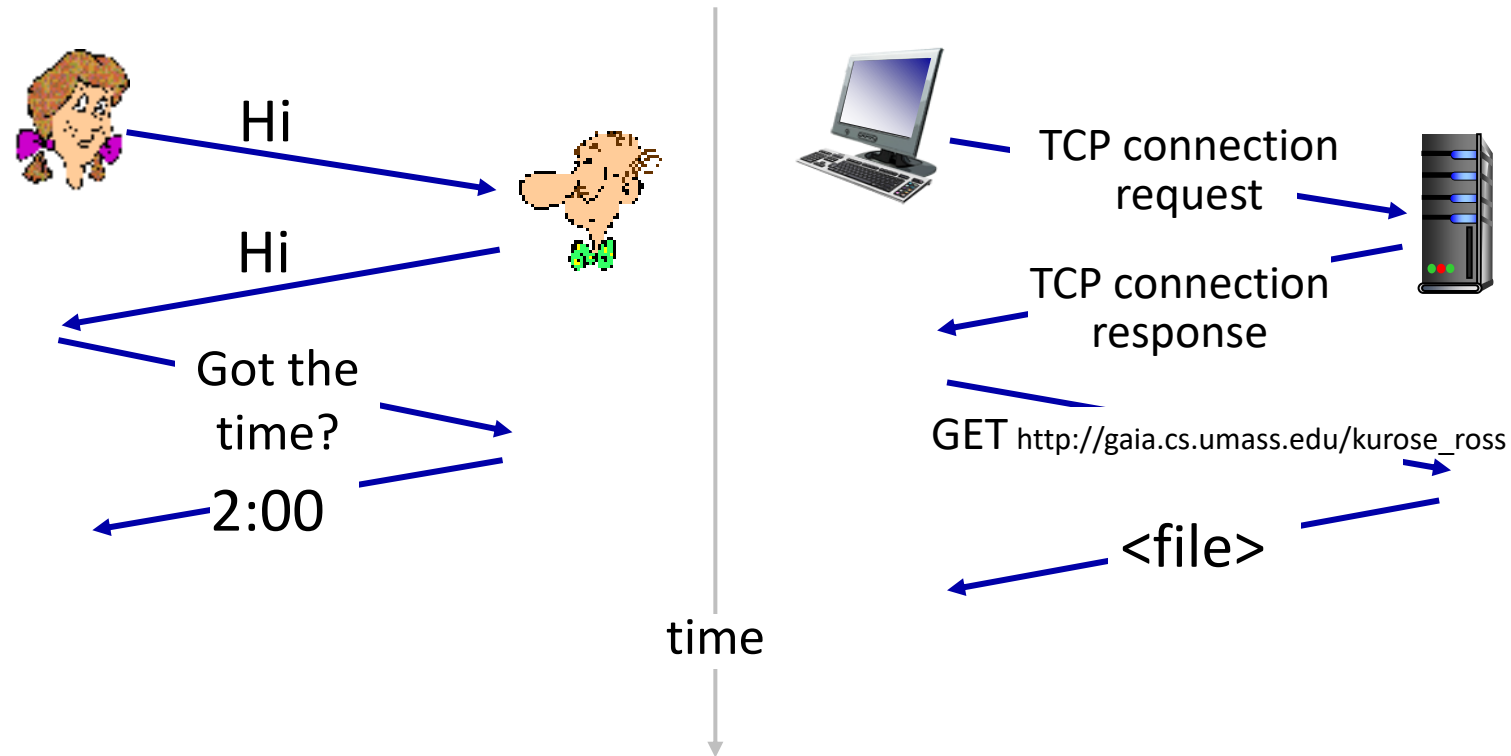 Hi
Hi
Got the
time?
2:00
TCP connection
request
TCP connection
response
GET http://gaia.cs.umass.edu/kurose_ross
<file>
time